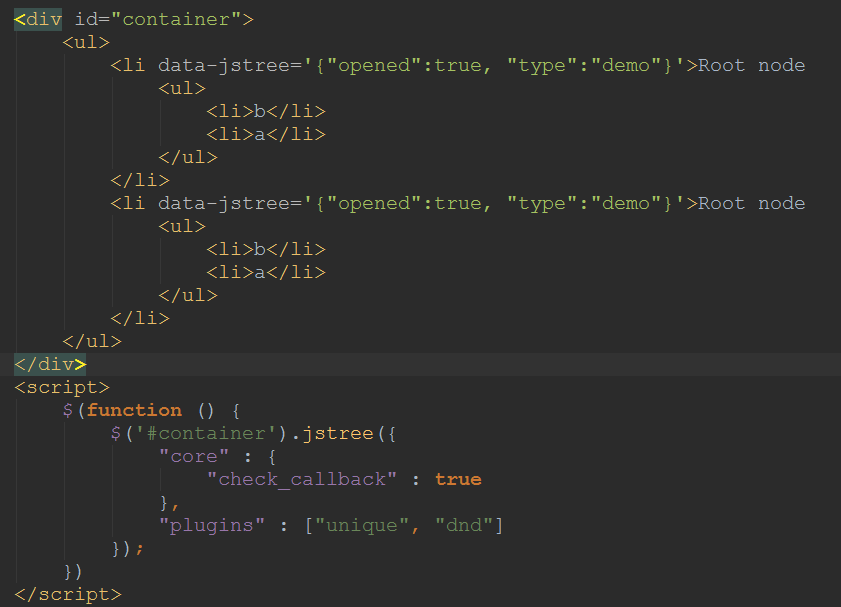 <div id="container">
    <ul>
        <li data-jstree='{"opened":true, "type":"demo"}'>Root node
            <ul>
                <li>b</li>
                <li>a</li>
            </ul>
        </li>
        <li data-jstree='{"opened":true, "type":"demo"}'>Root node
            <ul>
                <li>b</li>
                <li>a</li>
            </ul>
        </li>
    </ul>
</div>
<script>
    $(function () {
        $('#container').jstree({
            "core" : {
                "check_callback" : true
            },
            "plugins" : ["unique", "dnd"]
        });
    })
</script>